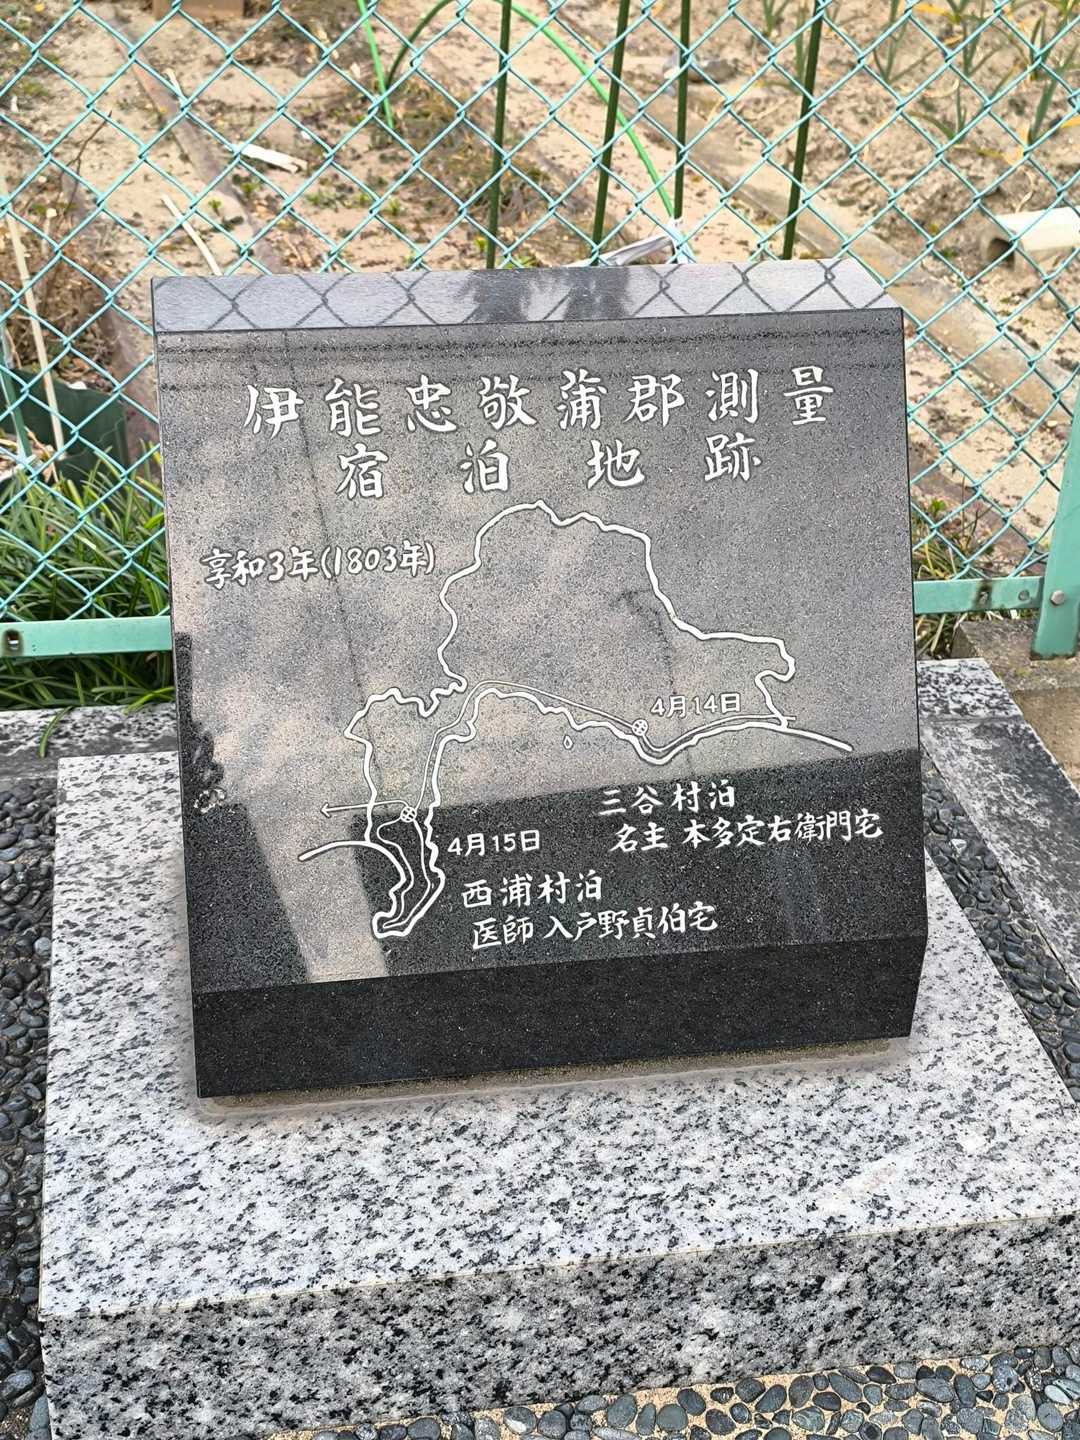 伊能忠敬蒲郡測量
宿泊地跡
享和3年(1803年)
4月14日
三谷村泊
名主 本多定右衛門宅
4月15日
西浦村泊
医師 入戸野貞伯宅